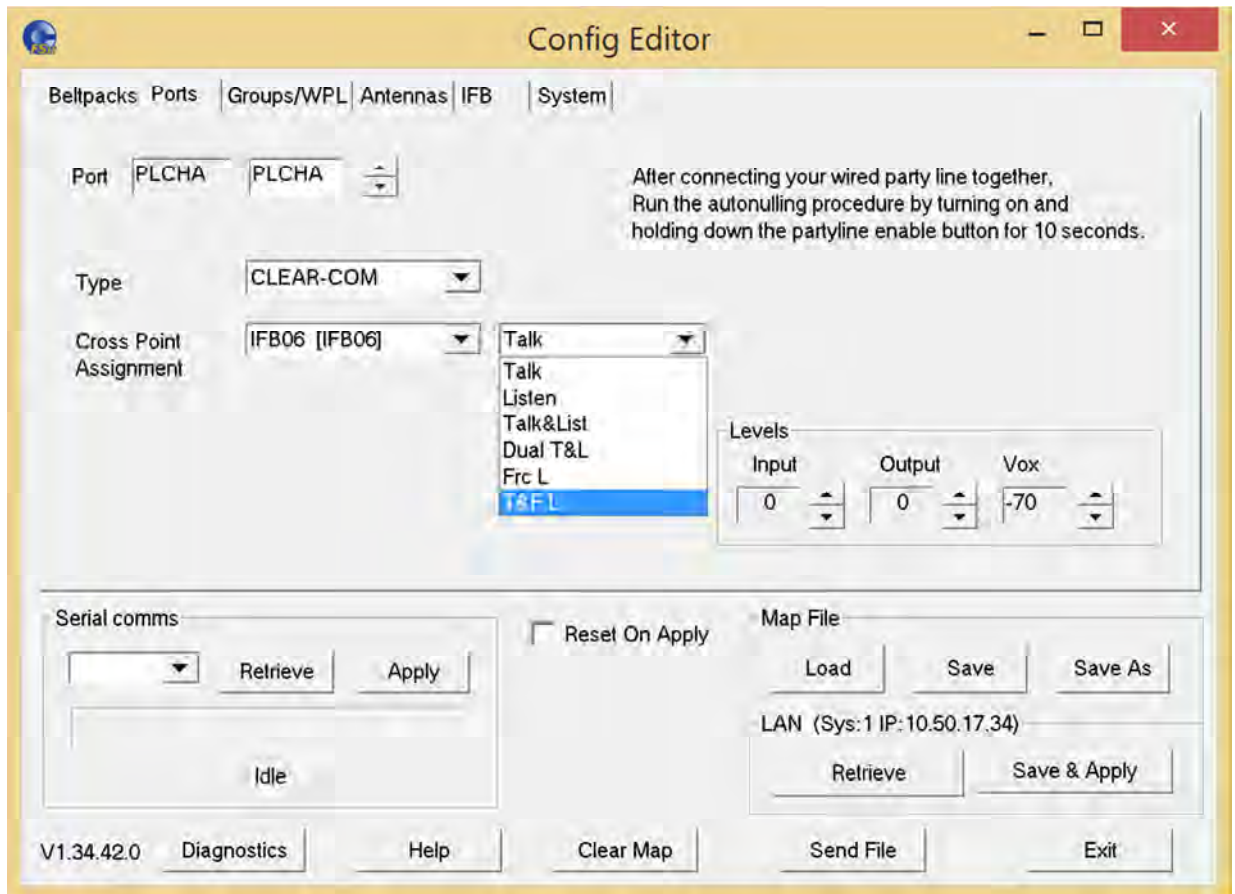 Config Editor
Beltpacks Ports Groups/WPL Antennas IFB System
Port PLCHA PLCHA
After connecting your wired party line together,
Run the autonulling procedure by turning on and
holding down the partyline enable button for 10 seconds.
Type CLEAR-COM
Cross Point
Assignment
IFB06 [IFB06] Talk
Talk
Listen
Talk&List
Dual T&L
Frc L
T&F L
Levels
Input Output Vox
0 0 -70
Serial comms
Retrieve Apply
Idle
Reset On Apply
Map File
Load Save Save As
LAN (Sys:1 IP:10.50.17.34)
Retrieve Save & Apply
V1.34.42.0 Diagnostics Help Clear Map Send File Exit